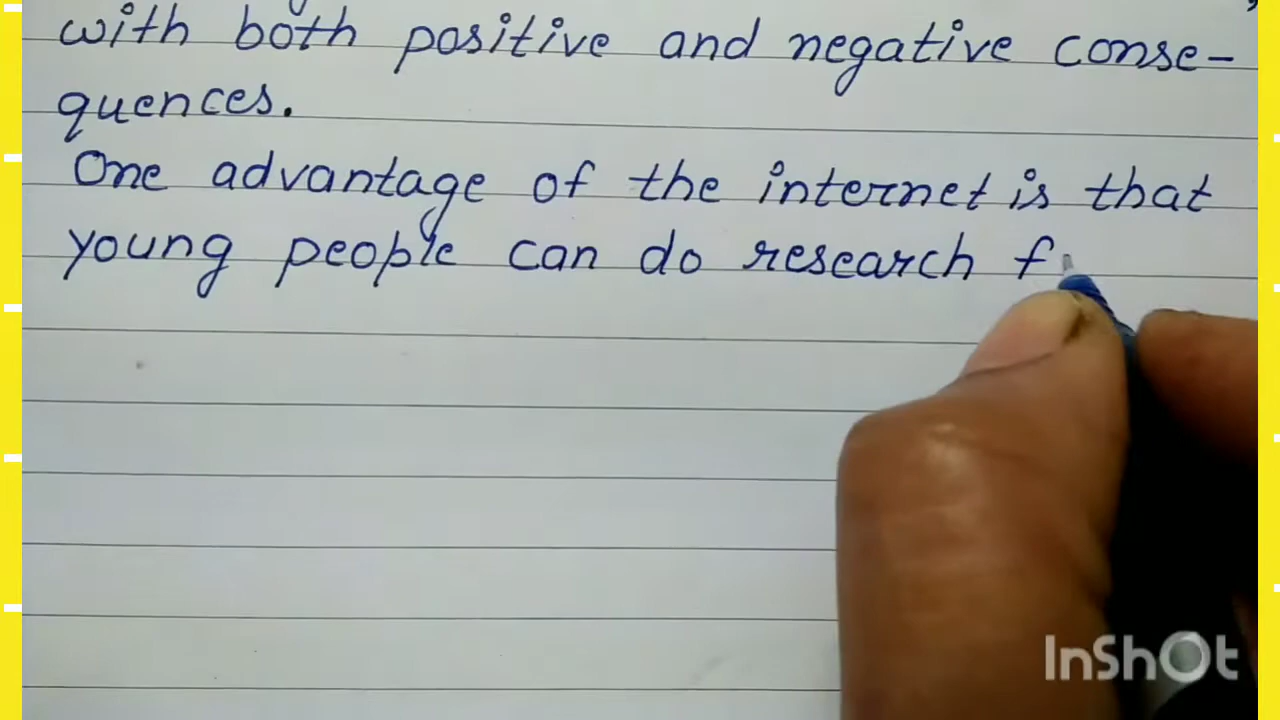 with both positive and negative conse-
quences.
One advantage of the internet is that
young people can do research f
InShOt